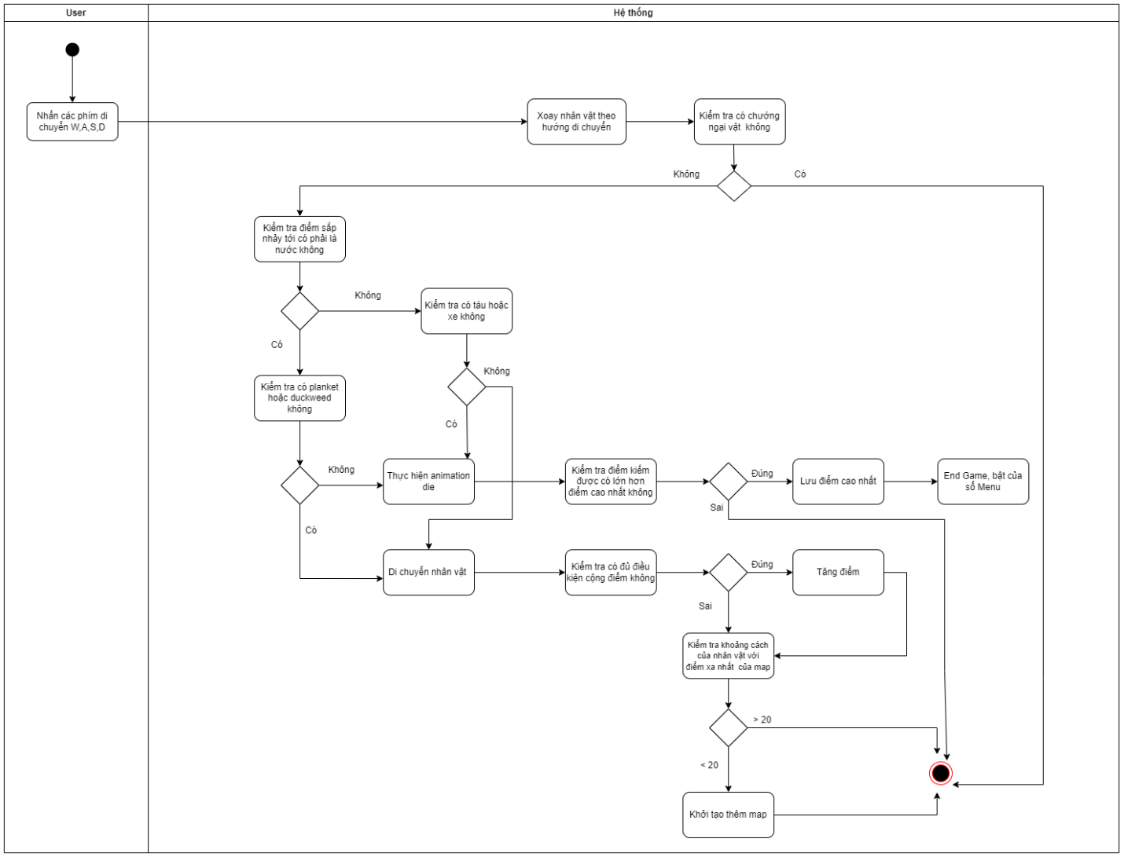 User
Hệ thống
Nhấn các phím di
chuyển W,A,S,D
Xoay nhân vật theo
hướng di chuyển
Kiểm tra có chướng
ngại vật không
Không
Có
Kiểm tra điểm sắp
nhảy tới có phải là
nước không
Không
Kiểm tra có tàu hoặc
xe không
Có
Không
Kiểm tra có planket
hoặc duckweed
không
Có
Không
Thực hiện animation
die
Kiểm tra điểm kiếm
được có lớn hơn
điểm cao nhất không
Đúng
Lưu điểm cao nhất
End Game, bật cửa
sổ Menu
Sai
Có
Di chuyển nhân vật
Kiểm tra có đủ điều
kiện cộng điểm không
Đúng
Tăng điểm
Sai
Kiểm tra khoảng cách
của nhân vật với
điểm xa nhất của map
> 20
< 20
Khởi tạo thêm map